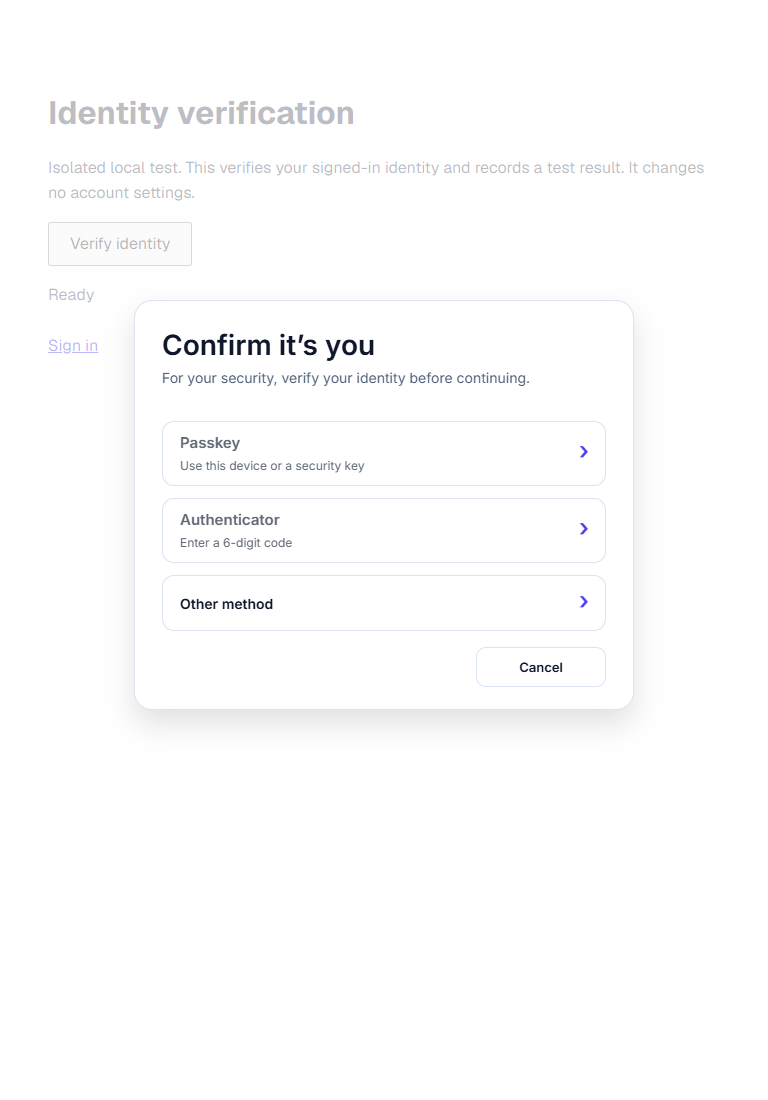 Identity verification
Isolated local test. This verifies your signed-in identity and records a test result. It changes
no account settings.
Verify identity
Ready
Sign in
Confirm it’s you
For your security, verify your identity before continuing.
Passkey
Use this device or a security key
Authenticator
Enter a 6-digit code
Other method
Cancel